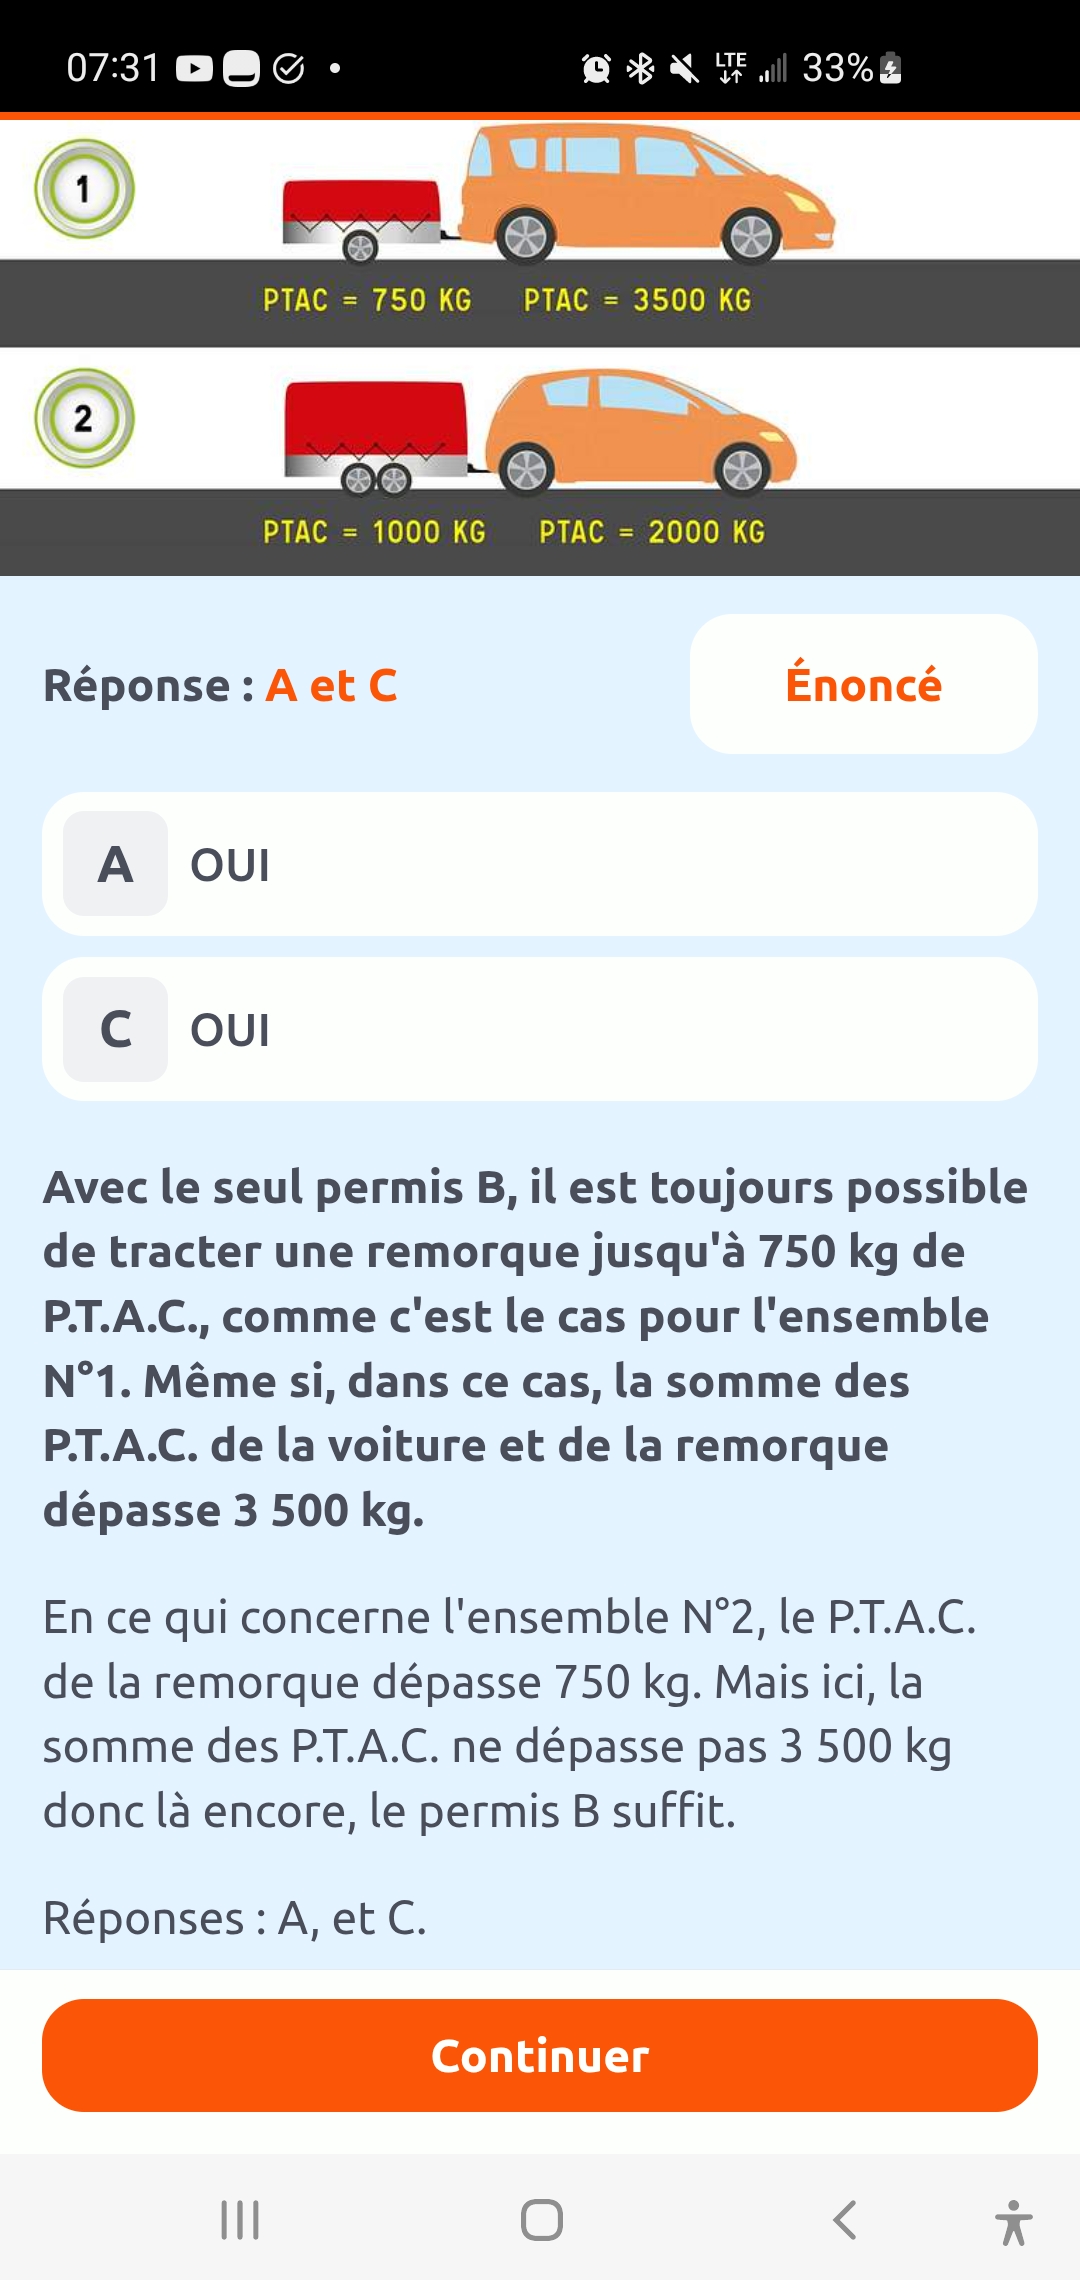 07:31 LTE 33%
1
PTAC = 750 KG PTAC = 3500 KG
2
PTAC = 1000 KG PTAC = 2000 KG
Réponse : A et C Énoncé
A OUI
C OUI
Avec le seul permis B, il est toujours possible
de tracter une remorque jusqu'à 750 kg de
P.T.A.C., comme c'est le cas pour l'ensemble
N°1. Même si, dans ce cas, la somme des
P.T.A.C. de la voiture et de la remorque
dépasse 3 500 kg.
En ce qui concerne l'ensemble N°2, le P.T.A.C.
de la remorque dépasse 750 kg. Mais ici, la
somme des P.T.A.C. ne dépasse pas 3 500 kg
donc là encore, le permis B suffit.
Réponses : A, et C.
Continuer